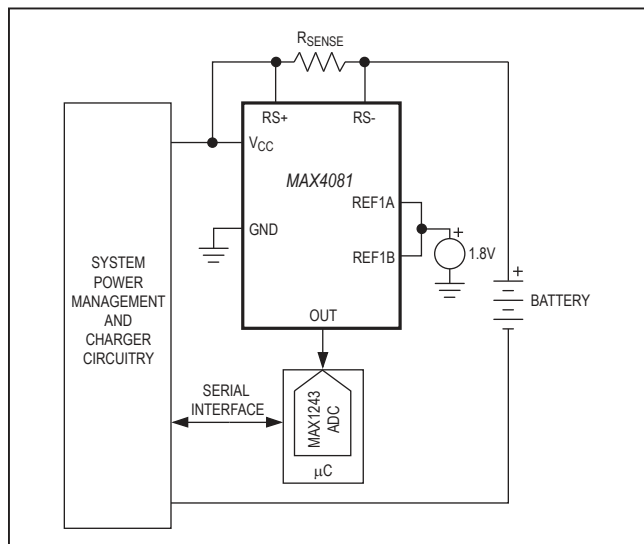 RSENSE
RS+
RS-
VCC
MAX4081
REF1A
GND
REF1B
+
1.8V
SYSTEM
POWER
MANAGEMENT
AND
CHARGER
CIRCUITRY
+
BATTERY
OUT
SERIAL
INTERFACE
MAX1243
ADC
μC